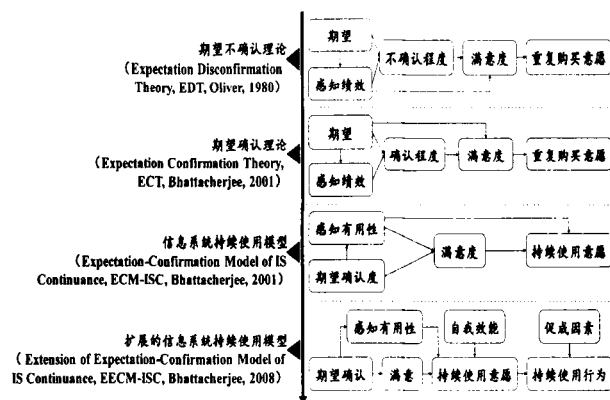 期望不确认理论
(Expectation Disconfirmation
Theory, EDT, Oliver, 1980)
期望
感知绩效
不确认程度
满意度
重复购买意愿
期望确认理论
(Expectation Confirmation Theory,
ECT, Bhattacherjee, 2001)
期望
感知绩效
确认程度
满意度
重复购买意愿
信息系统持续使用模型
(Expectation-Confirmation Model of IS
Continuance, ECM-ISC, Bhattacherjee, 2001)
感知有用性
期望确认度
满意度
持续使用意愿
扩展的信息系统持续使用模型
( Extension of Expectation-Confirmation Model of
IS Continuance, EECM-ISC, Bhattacherjee, 2008)
感知有用性
自我效能
促成因素
期望确认
满意
持续使用意愿
持续使用行为